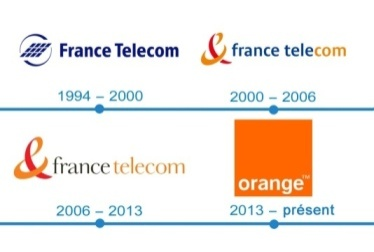 France Telecom
& france telecom
1994 – 2000
2000 – 2006
& france telecom
orange™
2006 – 2013
2013 – présent